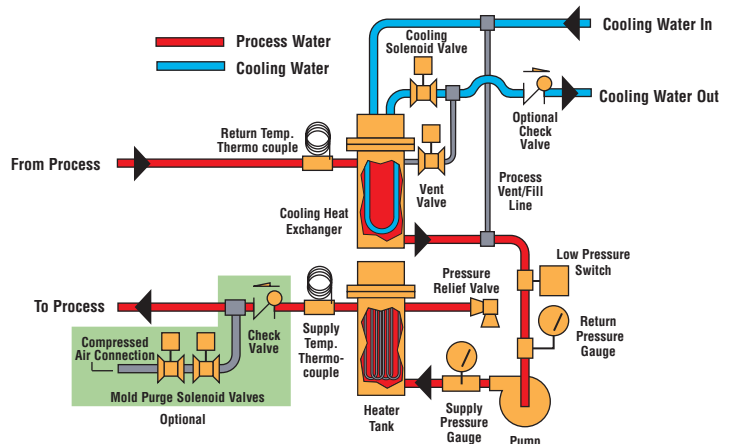 Process Water
Cooling Water
Cooling
Solenoid Valve
Cooling Water In
Cooling Water Out
Optional
Check
Valve
Return Temp.
Thermo couple
From Process
Vent
Valve
Process
Vent/Fill
Line
Cooling Heat
Exchanger
Low Pressure
Switch
Pressure
Relief Valve
To Process
Check
Valve
Supply
Temp.
Thermo-
couple
Return
Pressure
Gauge
Compressed
Air Connection
Mold Purge Solenoid Valves
Optional
Heater
Tank
Supply
Pressure
Gauge
Pump